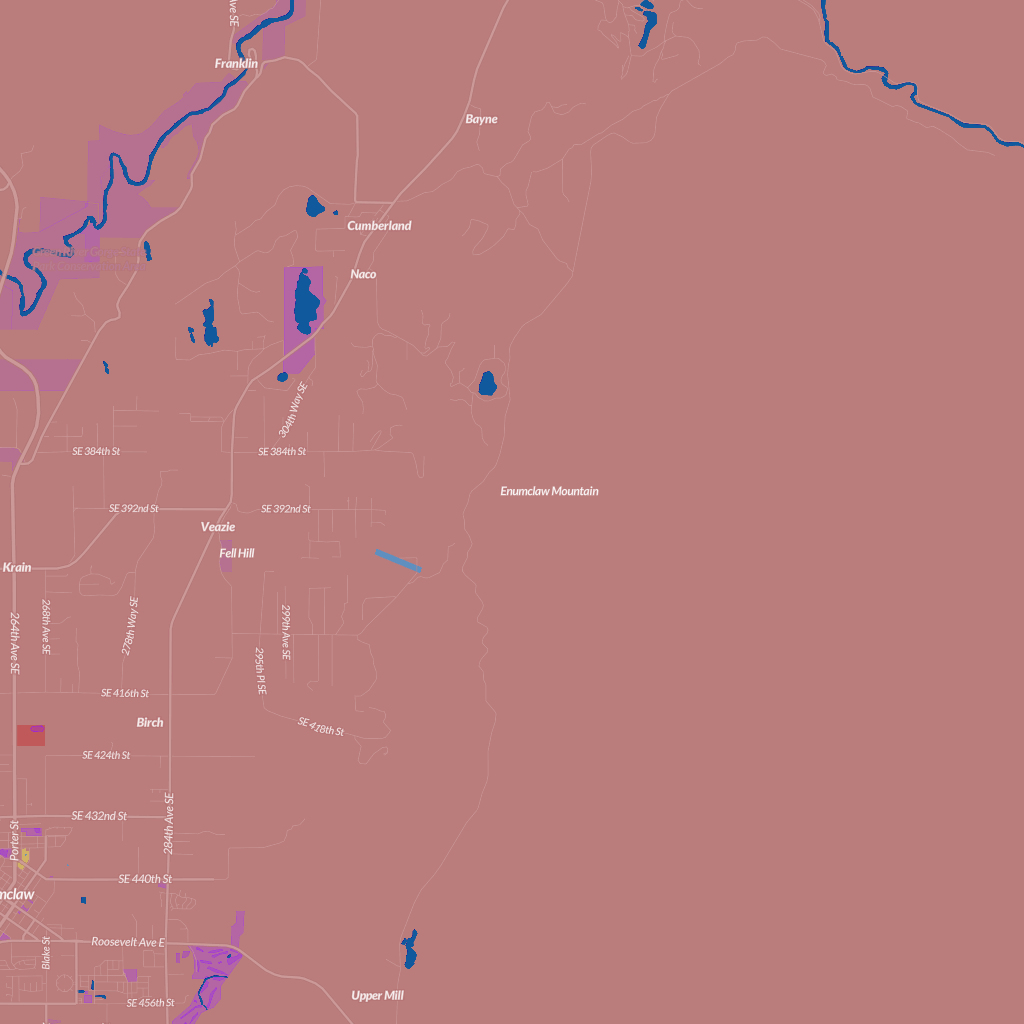 Ave SE
Franklin
Bayne
Cumberland
Naco
304th Way SE
SE 384th St
SE 384th St
Enumclaw Mountain
SE 392nd St
SE 392nd St
Veazie
Fell Hill
Krain
264th Ave SE
268th Ave SE
278th Way SE
299th Ave SE
295th Pl SE
SE 416th St
Birch
SE 418th St
SE 424th St
SE 432nd St
284th Ave SE
Porter St
SE 440th St
mclaw
Roosevelt Ave E
Blake St
SE 456th St
Upper Mill